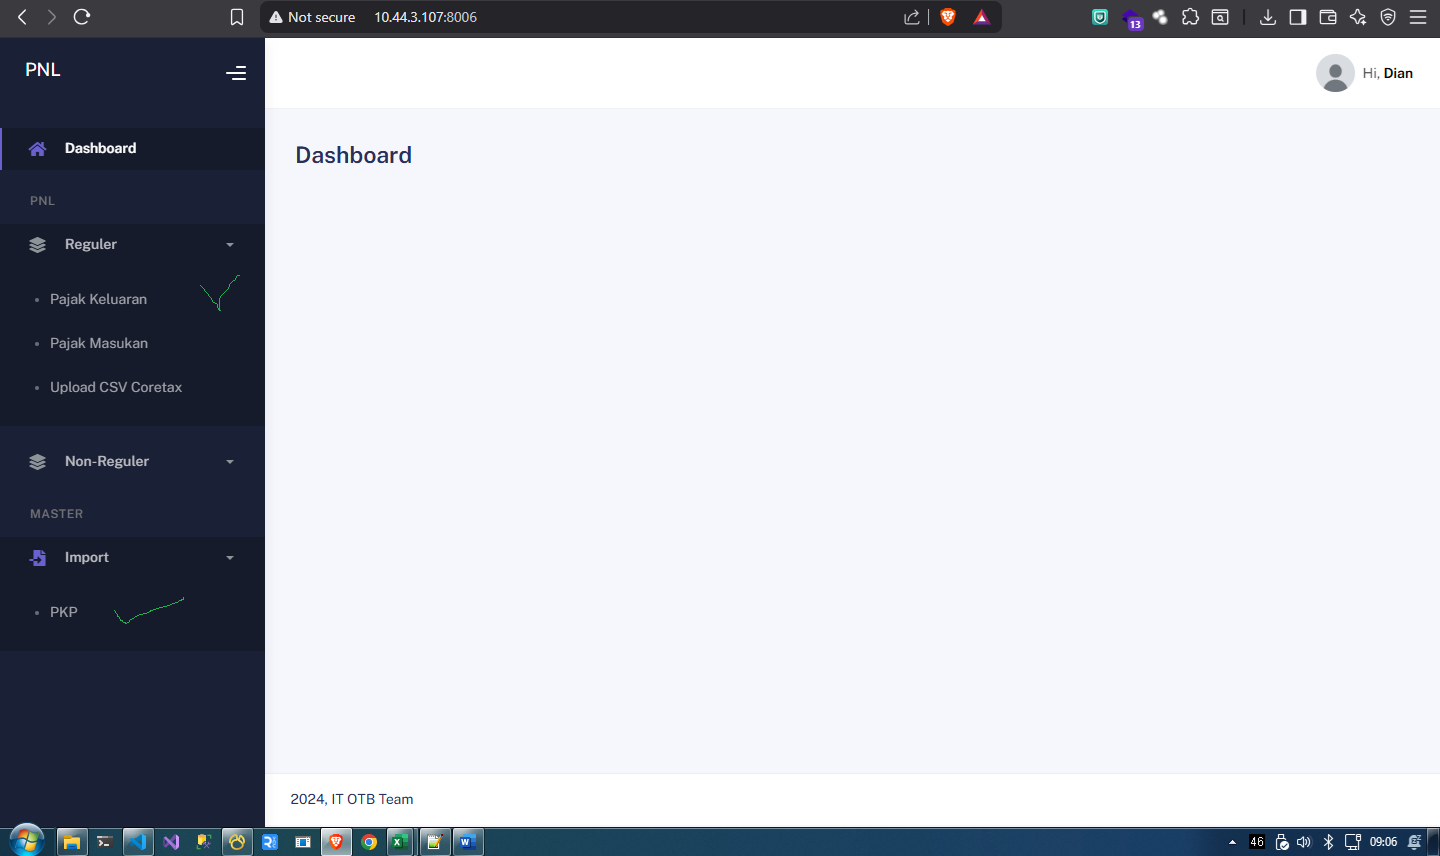 Not secure 10.44.3.107:8006
13
PNL
Hi, Dian
Dashboard
Dashboard
PNL
Reguler
Pajak Keluaran
Pajak Masukan
Upload CSV Coretax
Non-Reguler
MASTER
Import
PKP
2024, IT OTB Team
46
09:06